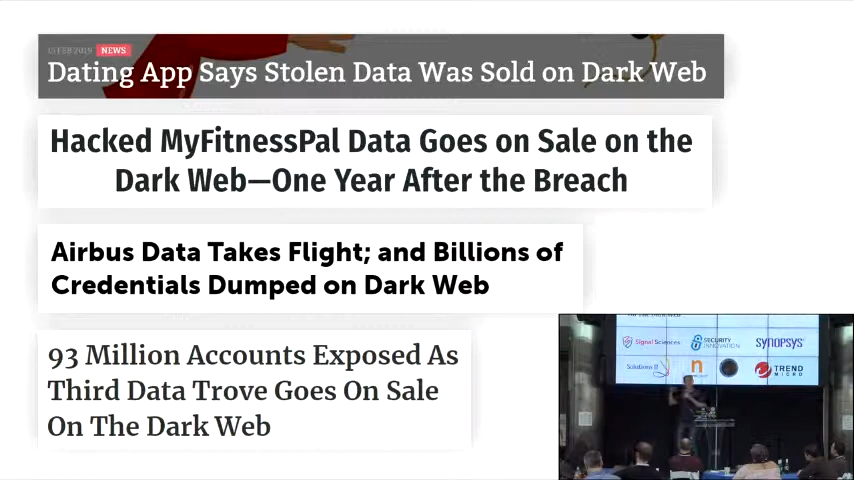 15 FEB 2019 NEWS
Dating App Says Stolen Data Was Sold on Dark Web
Hacked MyFitnessPal Data Goes on Sale on the
Dark Web—One Year After the Breach
Airbus Data Takes Flight; and Billions of
Credentials Dumped on Dark Web
93 Million Accounts Exposed As
Third Data Trove Goes On Sale
On The Dark Web
Signal Sciences
SECURITY
INNOVATION
SYNOPSYS
n
TREND
MICRO